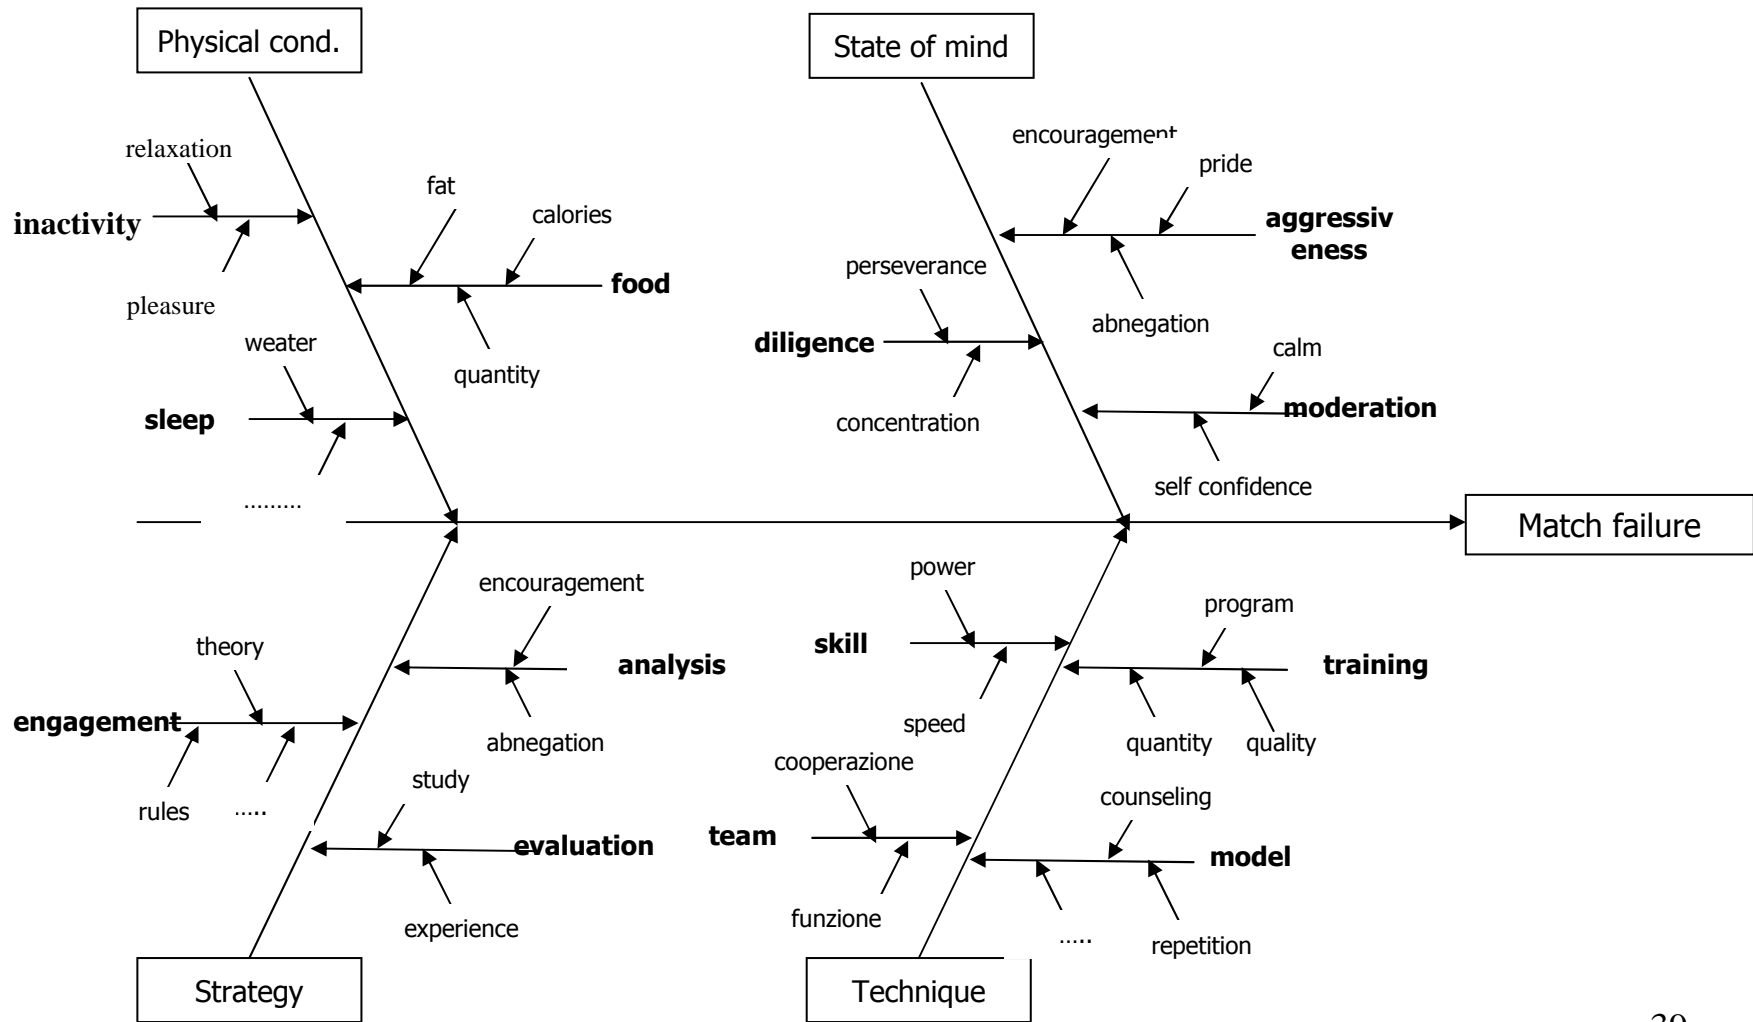 Physical cond.
State of mind
encouragement
relaxation
pride
fat
calories
inactivity
aggressiv
eness
perseverance
food
pleasure
abnegation
weater
diligence
calm
quantity
sleep
moderation
concentration
self confidence
.........
Match failure
power
encouragement
program
theory
skill
analysis
training
engagement
speed
abnegation
quantity
quality
cooperazione
study
counseling
rules
.....
team
evaluation
model
funzione
experience
.....
repetition
Strategy
Technique